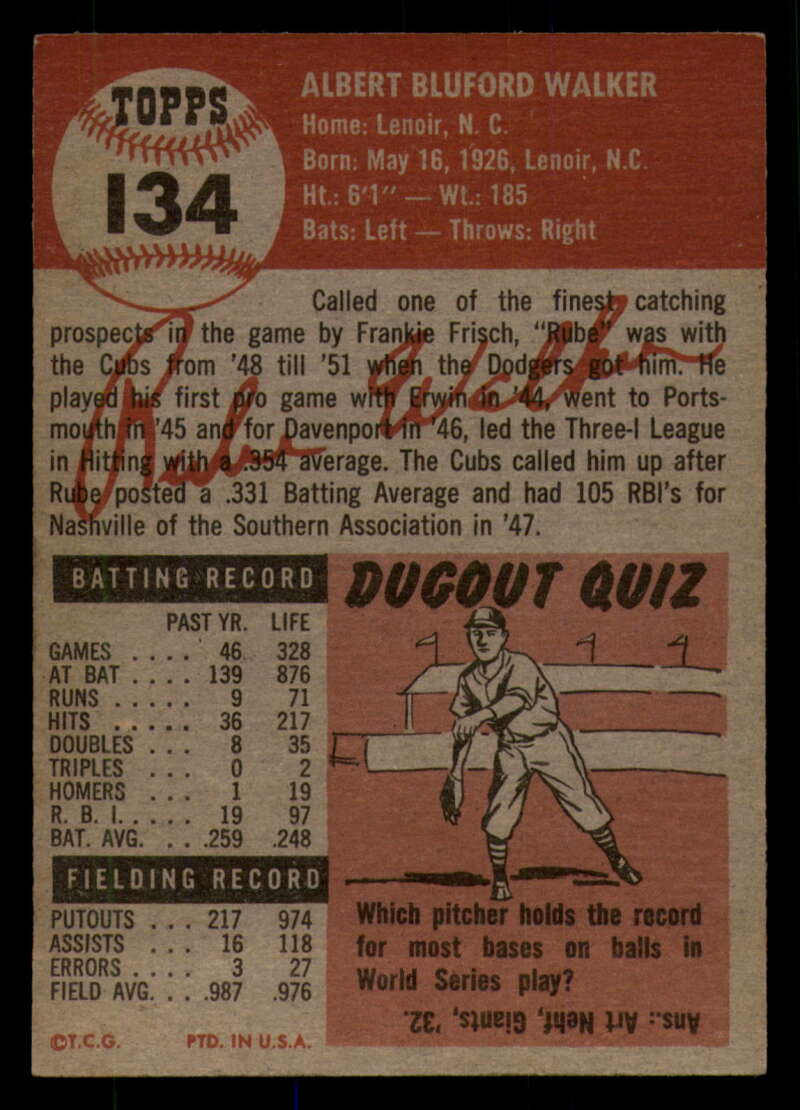 TOPPS
134
ALBERT BLUFORD WALKER
Home: Lenoir, N. C.
Born: May 16, 1926, Lenoir, N.C.
Ht.: 6'1" — Wt.: 185
Bats: Left — Throws: Right
Called one of the finest catching
prospects in the game by Frankie Frisch, "Rube" was with
the Cubs from '48 till '51 when the Dodgers got him. He
played his first pro game with Erwin in '44, went to Ports-
mouth in '45 and for Davenport in '46, led the Three-I League
in Hitting with a .354 average. The Cubs called him up after
Rube posted a .331 Batting Average and had 105 RBI's for
Nashville of the Southern Association in '47.
Rube Walker
BATTING RECORD
PAST YR. LIFE
GAMES .... 46 328
AT BAT .... 139 876
RUNS ..... 9 71
HITS ..... 36 217
DOUBLES ... 8 35
TRIPLES ... 0 2
HOMERS ... 1 19
R. B. I. .... 19 97
BAT. AVG. ... .259 .248
FIELDING RECORD
PUTOUTS ... 217 974
ASSISTS ... 16 118
ERRORS .... 3 27
FIELD AVG. ... .987 .976
©T.C.G. PTD. IN U.S.A.
DUGOUT QUIZ
Which pitcher holds the record
for most bases on balls in
World Series play?
Ans.: Art Nehf, Giants, '32.